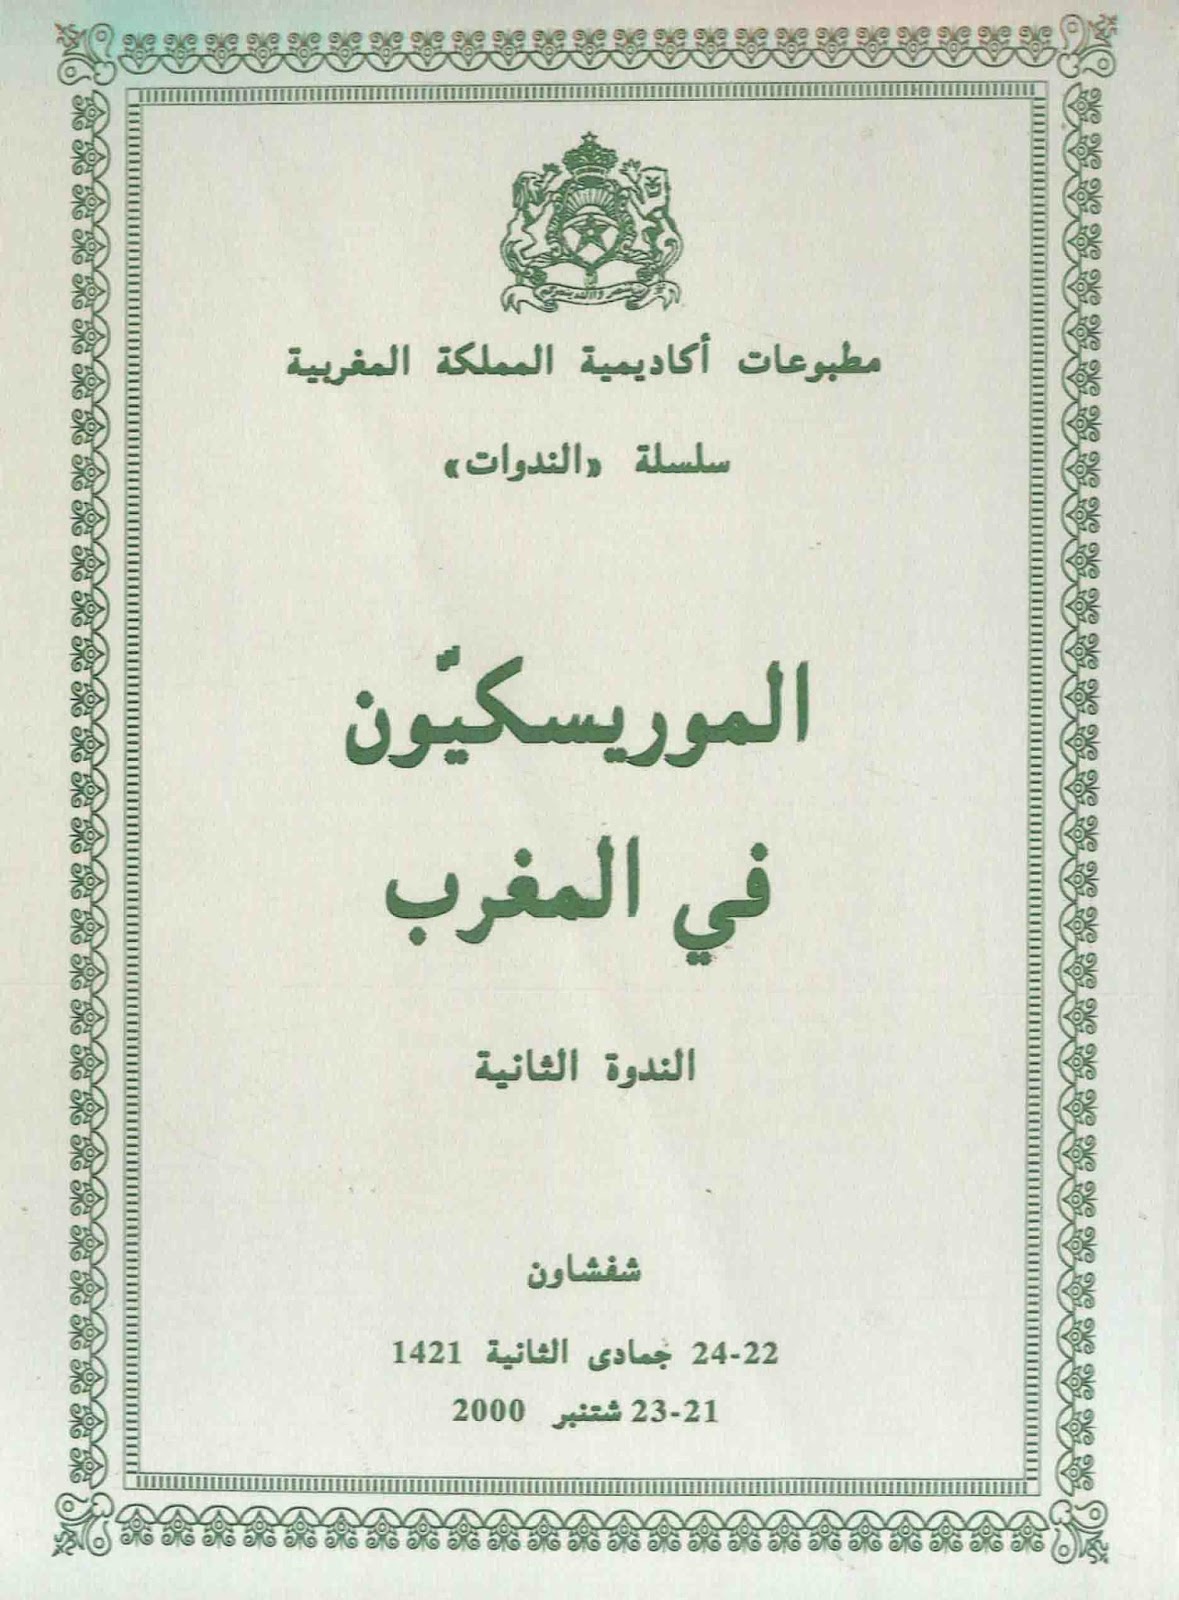 مطبوعات أكاديمية المملكة المغربية
سلسلة «الندوات»
الموريسكيّون
في المغرب
الندوة الثانية
شفشاون
22-24 جمادى الثانية 1421
21-23 شتنبر 2000